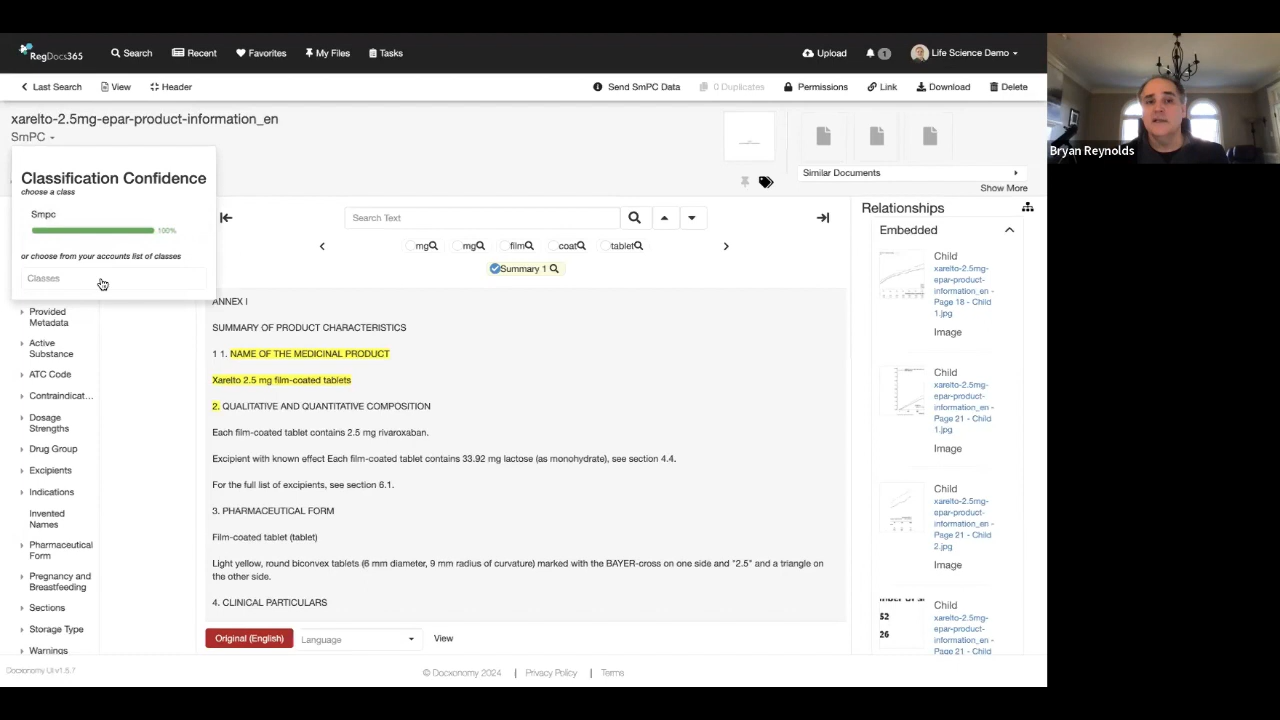 RegDocs365
Search
Recent
Favorites
My Files
Tasks
Upload
1
Life Science Demo
Last Search
View
Header
Send SmPC Data
0 Duplicates
Permissions
Link
Download
Delete
xarelto-2.5mg-epar-product-information_en
SmPC
Similar Documents
Show More
Classification Confidence
choose a class
Smpc
100%
or choose from your accounts list of classes
Classes
Provided
Metadata
Active
Substance
ATC Code
Contraindicat...
Dosage
Strengths
Drug Group
Excipients
Indications
Invented
Names
Pharmaceutical
Form
Pregnancy and
Breastfeeding
Sections
Storage Type
Warnings
Search Text
mg
mg
film
coat
tablet
Summary 1
ANNEX I
SUMMARY OF PRODUCT CHARACTERISTICS
1 1. NAME OF THE MEDICINAL PRODUCT
Xarelto 2.5 mg film-coated tablets
2. QUALITATIVE AND QUANTITATIVE COMPOSITION
Each film-coated tablet contains 2.5 mg rivaroxaban.
Excipient with known effect Each film-coated tablet contains 33.92 mg lactose (as monohydrate), see section 4.4.
For the full list of excipients, see section 6.1.
3. PHARMACEUTICAL FORM
Film-coated tablet (tablet)
Light yellow, round biconvex tablets (6 mm diameter, 9 mm radius of curvature) marked with the BAYER-cross on one side and "2.5" and a triangle on
the other side.
4. CLINICAL PARTICULARS
Original (English)
Language
View
Relationships
Embedded
Child
xarelto-2.5mg-
epar-product-
information_en -
Page 18 - Child
1.jpg
Image
Child
xarelto-2.5mg-
epar-product-
information_en -
Page 21 - Child
1.jpg
Image
Child
xarelto-2.5mg-
epar-product-
information_en -
Page 21 - Child
2.jpg
Image
52
26
Child
xarelto-2.5mg-
epar-product-
information_en -
Page 21 - Child
Docxonomy UI v1.5.7
© Docxonomy 2024
Privacy Policy
Terms
Bryan Reynolds